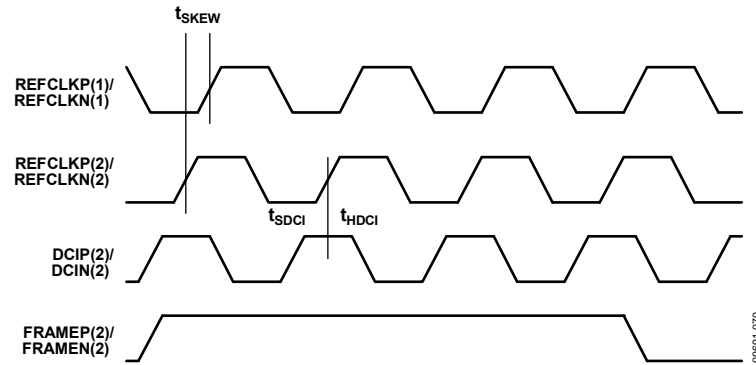 tSKEW
REFCLKP(1)/
REFCLKN(1)
REFCLKP(2)/
REFCLKN(2)
tSDCI
tHDCI
DCIP(2)/
DCIN(2)
FRAMEP(2)/
FRAMEN(2)